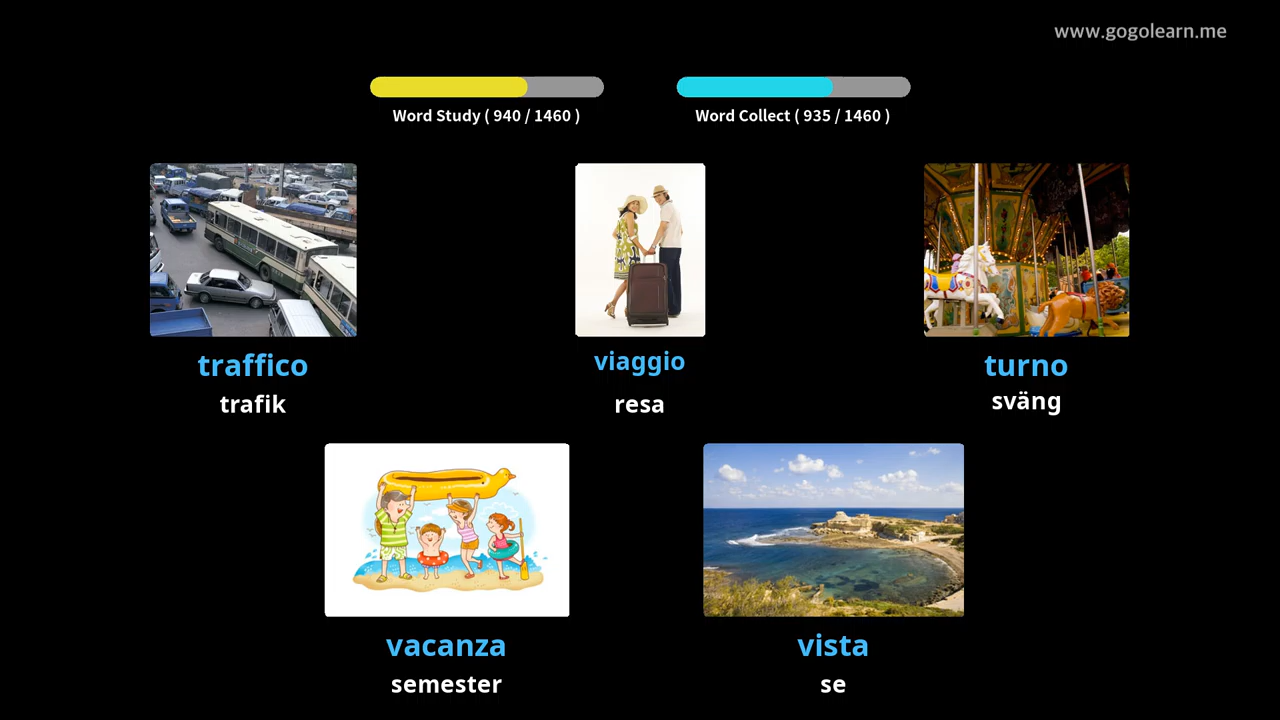 www.gogolearn.me
Word Study ( 940 / 1460 )
Word Collect ( 935 / 1460 )
traffico
trafik
viaggio
resa
turno
sväng
vacanza
semester
vista
se